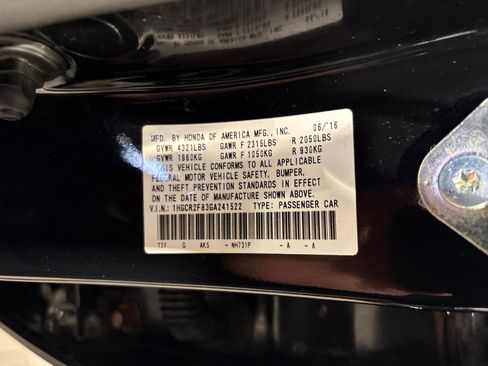 MFD. BY HONDA OF AMERICA MFG., INC. 06/16
GVWR 4321LBS GAWR F 2315LBS R 2050LBS
GVWR 1960KG GAWR F 1050KG R 930KG
THIS VEHICLE CONFORMS TO ALL APPLICABLE
FEDERAL MOTOR VEHICLE SAFETY, BUMPER,
AND THEFT PREVENTION STANDARDS IN EFFECT
ON THE DATE OF MANUFACTURE SHOWN ABOVE.
V.I.N.: 1HGCR2F83GA241522 TYPE: PASSENGER CAR
T2F G AK5 - NH731P - A - A